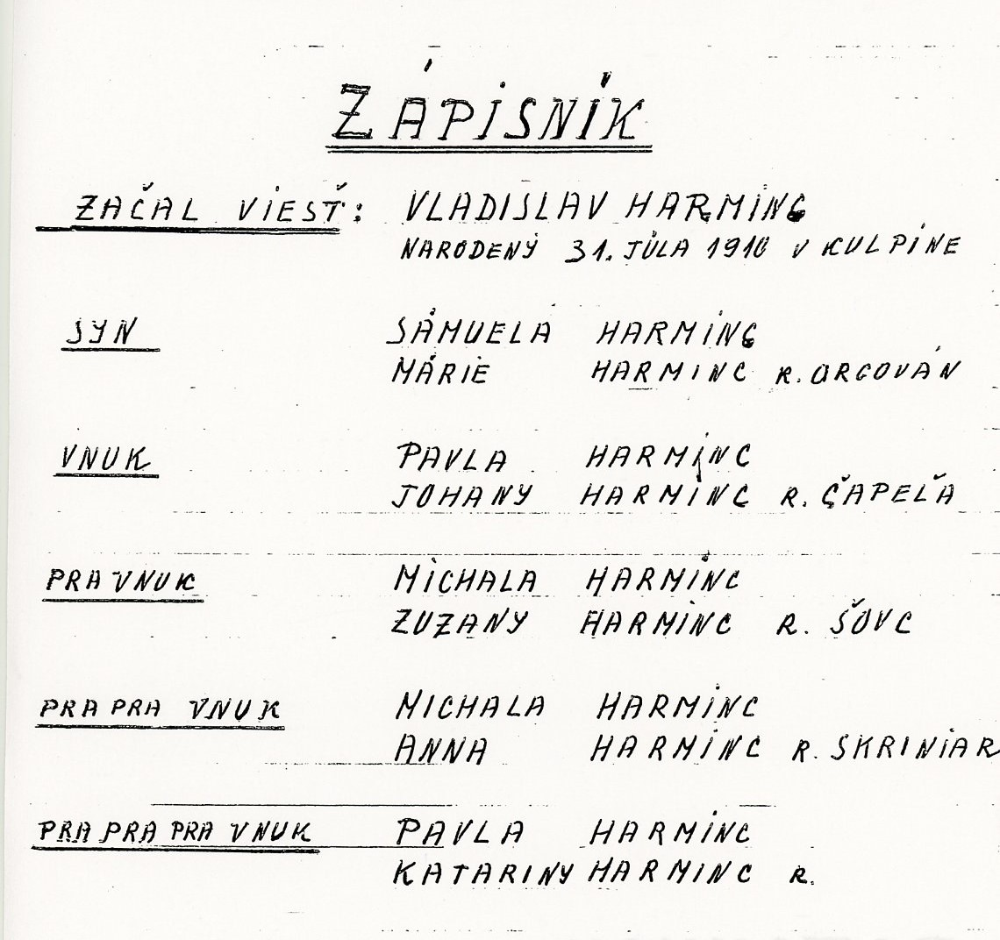 ZÁPISNÍK
ZAČAL VIESŤ: VLADISLAV HARMINC
NARODENÝ 31. JÚLA 1910 V KULPINE
SYN SÁMUELA HARMINC
MÁRIE HARMINC R. ORGOVÁN
VNUK PAVLA HARMINC
JOHANY HARMINC R. ČAPEĽA
PRAVNUK MICHALA HARMINC
ZUZANY HARMINC R. ŠOVC
PRA PRA VNUK MICHALA HARMINC
ANNA HARMINC R. SKRINIAR
PRA PRA PRA VNUK PAVLA HARMINC
KATARINY HARMINC R.